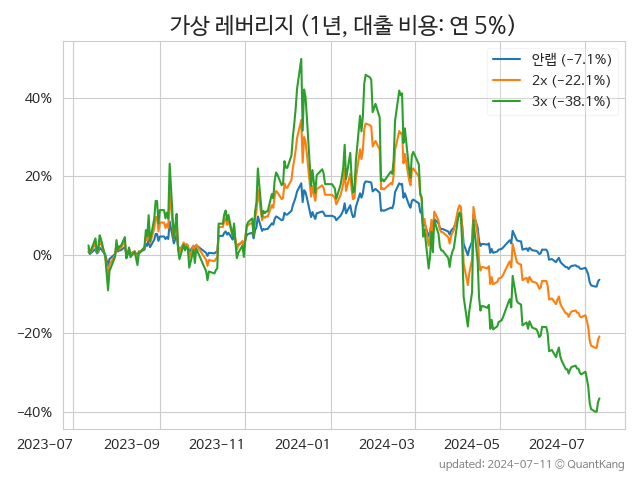 가상 레버리지 (1년, 대출 비용: 연 5%)
안랩 (−7.1%)
2x (−22.1%)
3x (−38.1%)
40%
20%
0%
−20%
−40%
2023-07 2023-09 2023-11 2024-01 2024-03 2024-05 2024-07
updated: 2024-07-11 © QuantKang